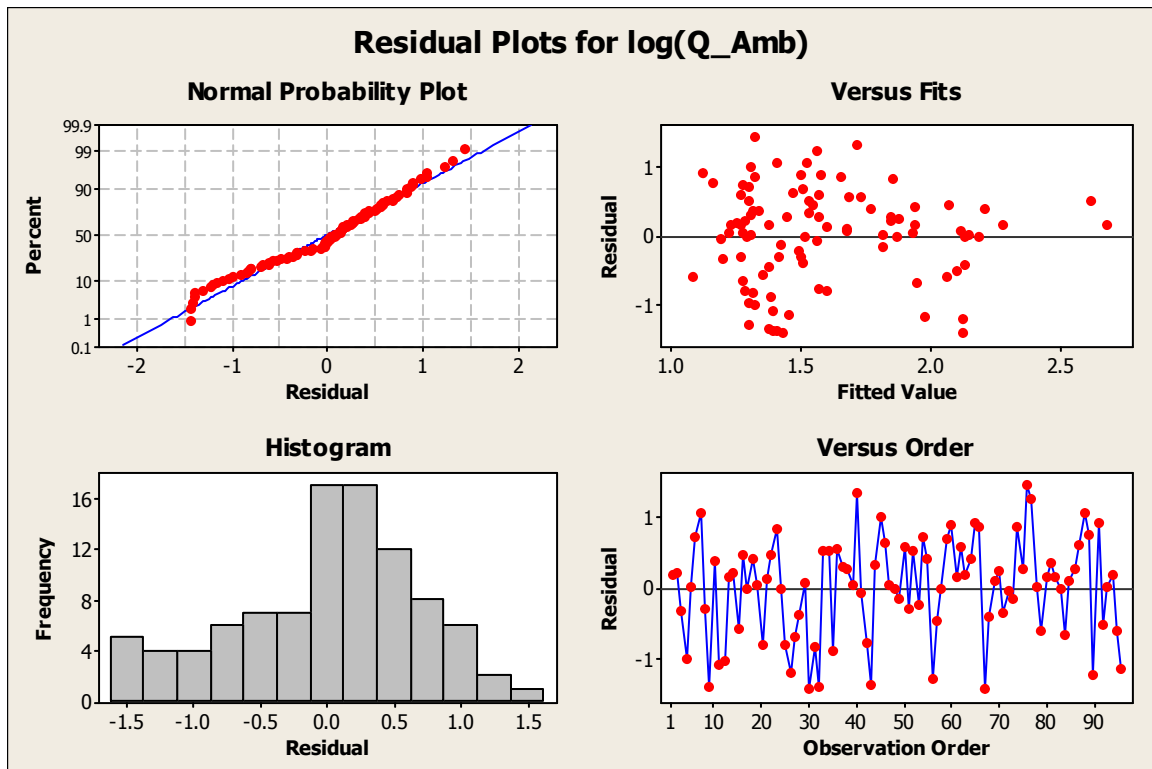 Residual Plots for log(Q_Amb)
Normal Probability Plot
99.9
99
90
50
10
1
0.1
Percent
-2 -1 0 1 2
Residual
Versus Fits
1
0
-1
Residual
1.0 1.5 2.0 2.5
Fitted Value
Histogram
16
12
8
4
0
Frequency
-1.5 -1.0 -0.5 0.0 0.5 1.0 1.5
Residual
Versus Order
1
0
-1
Residual
1 10 20 30 40 50 60 70 80 90
Observation Order